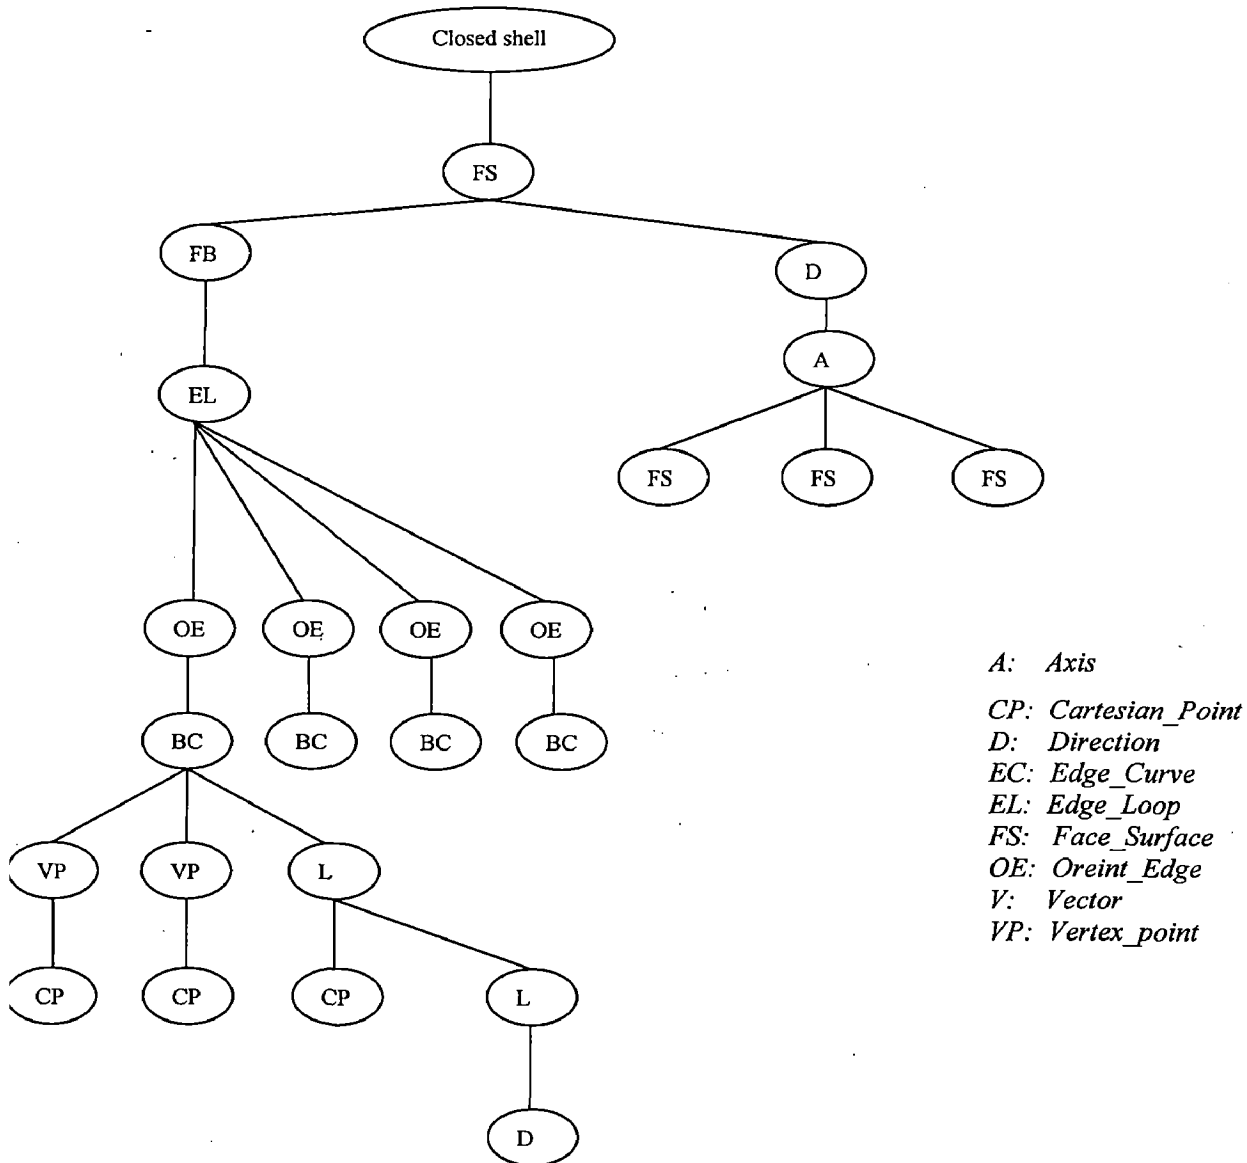 Closed shell
FS
FB
D
A
EL
FS FS FS
OE OE OE OE
BC BC BC BC
VP VP L
CP CP CP L
D
A: Axis
CP: Cartesian_Point
D: Direction
EC: Edge_Curve
EL: Edge_Loop
FS: Face_Surface
OE: Oreint_Edge
V: Vector
VP: Vertex_point